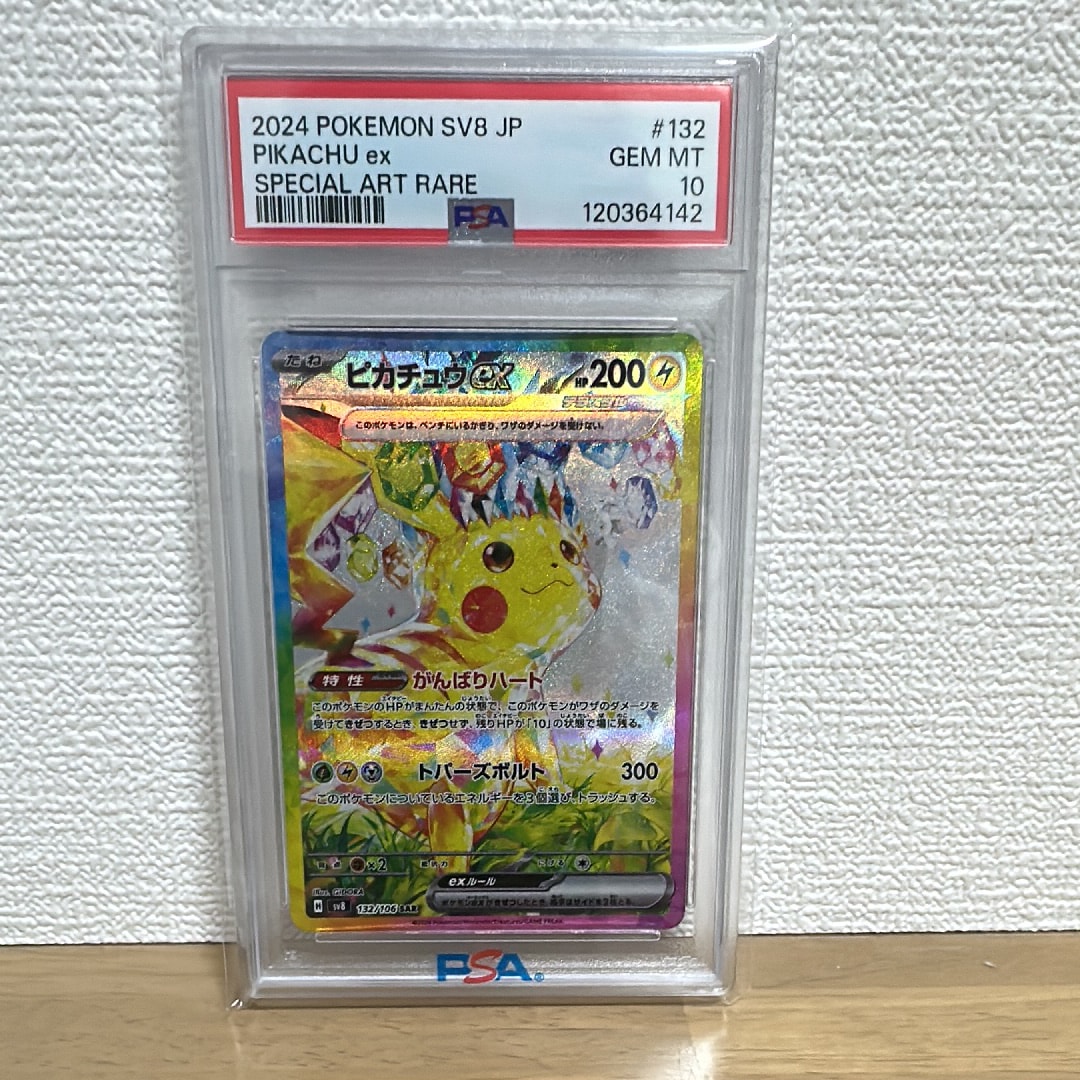 2024 POKEMON SV8 JP #132
PIKACHU ex GEM MT
SPECIAL ART RARE 10
PSA 120364142
たね ピカチュウex HP200
テラスタル
このポケモンは、ベンチにいるかぎり、ワザのダメージを受けない。
特性 がんばりハート
このポケモンのHPがまんたんの状態で、このポケモンがワザのダメージを
受けてきぜつするとき、きぜつせず、残りHPが「10」の状態で場に残る。
トパーズボルト 300
このポケモンについているエネルギーを3個選び、トラッシュする。
×2 抵抗力 にげる
exルール
Illus. GIDORA
H sv8 132/106 SAR
PSA